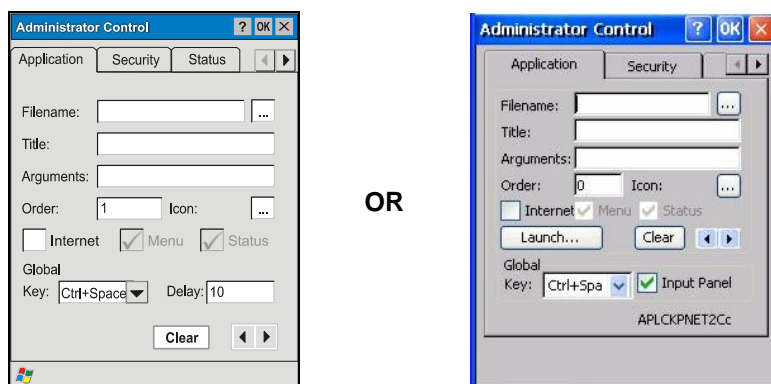 Administrator Control ? OK
Application Security Status
Filename: ...
Title:
Arguments:
Order: 1 Icon: ...
Internet Menu Status
Global
Key: Ctrl+Space Delay: 10
Clear
OR
Administrator Control ? OK
Application Security
Filename: ...
Title:
Arguments:
Order: 0 Icon: ...
Internet Menu Status
Launch... Clear
Global
Key: Ctrl+Spa Input Panel
APLCKPNET2Cc